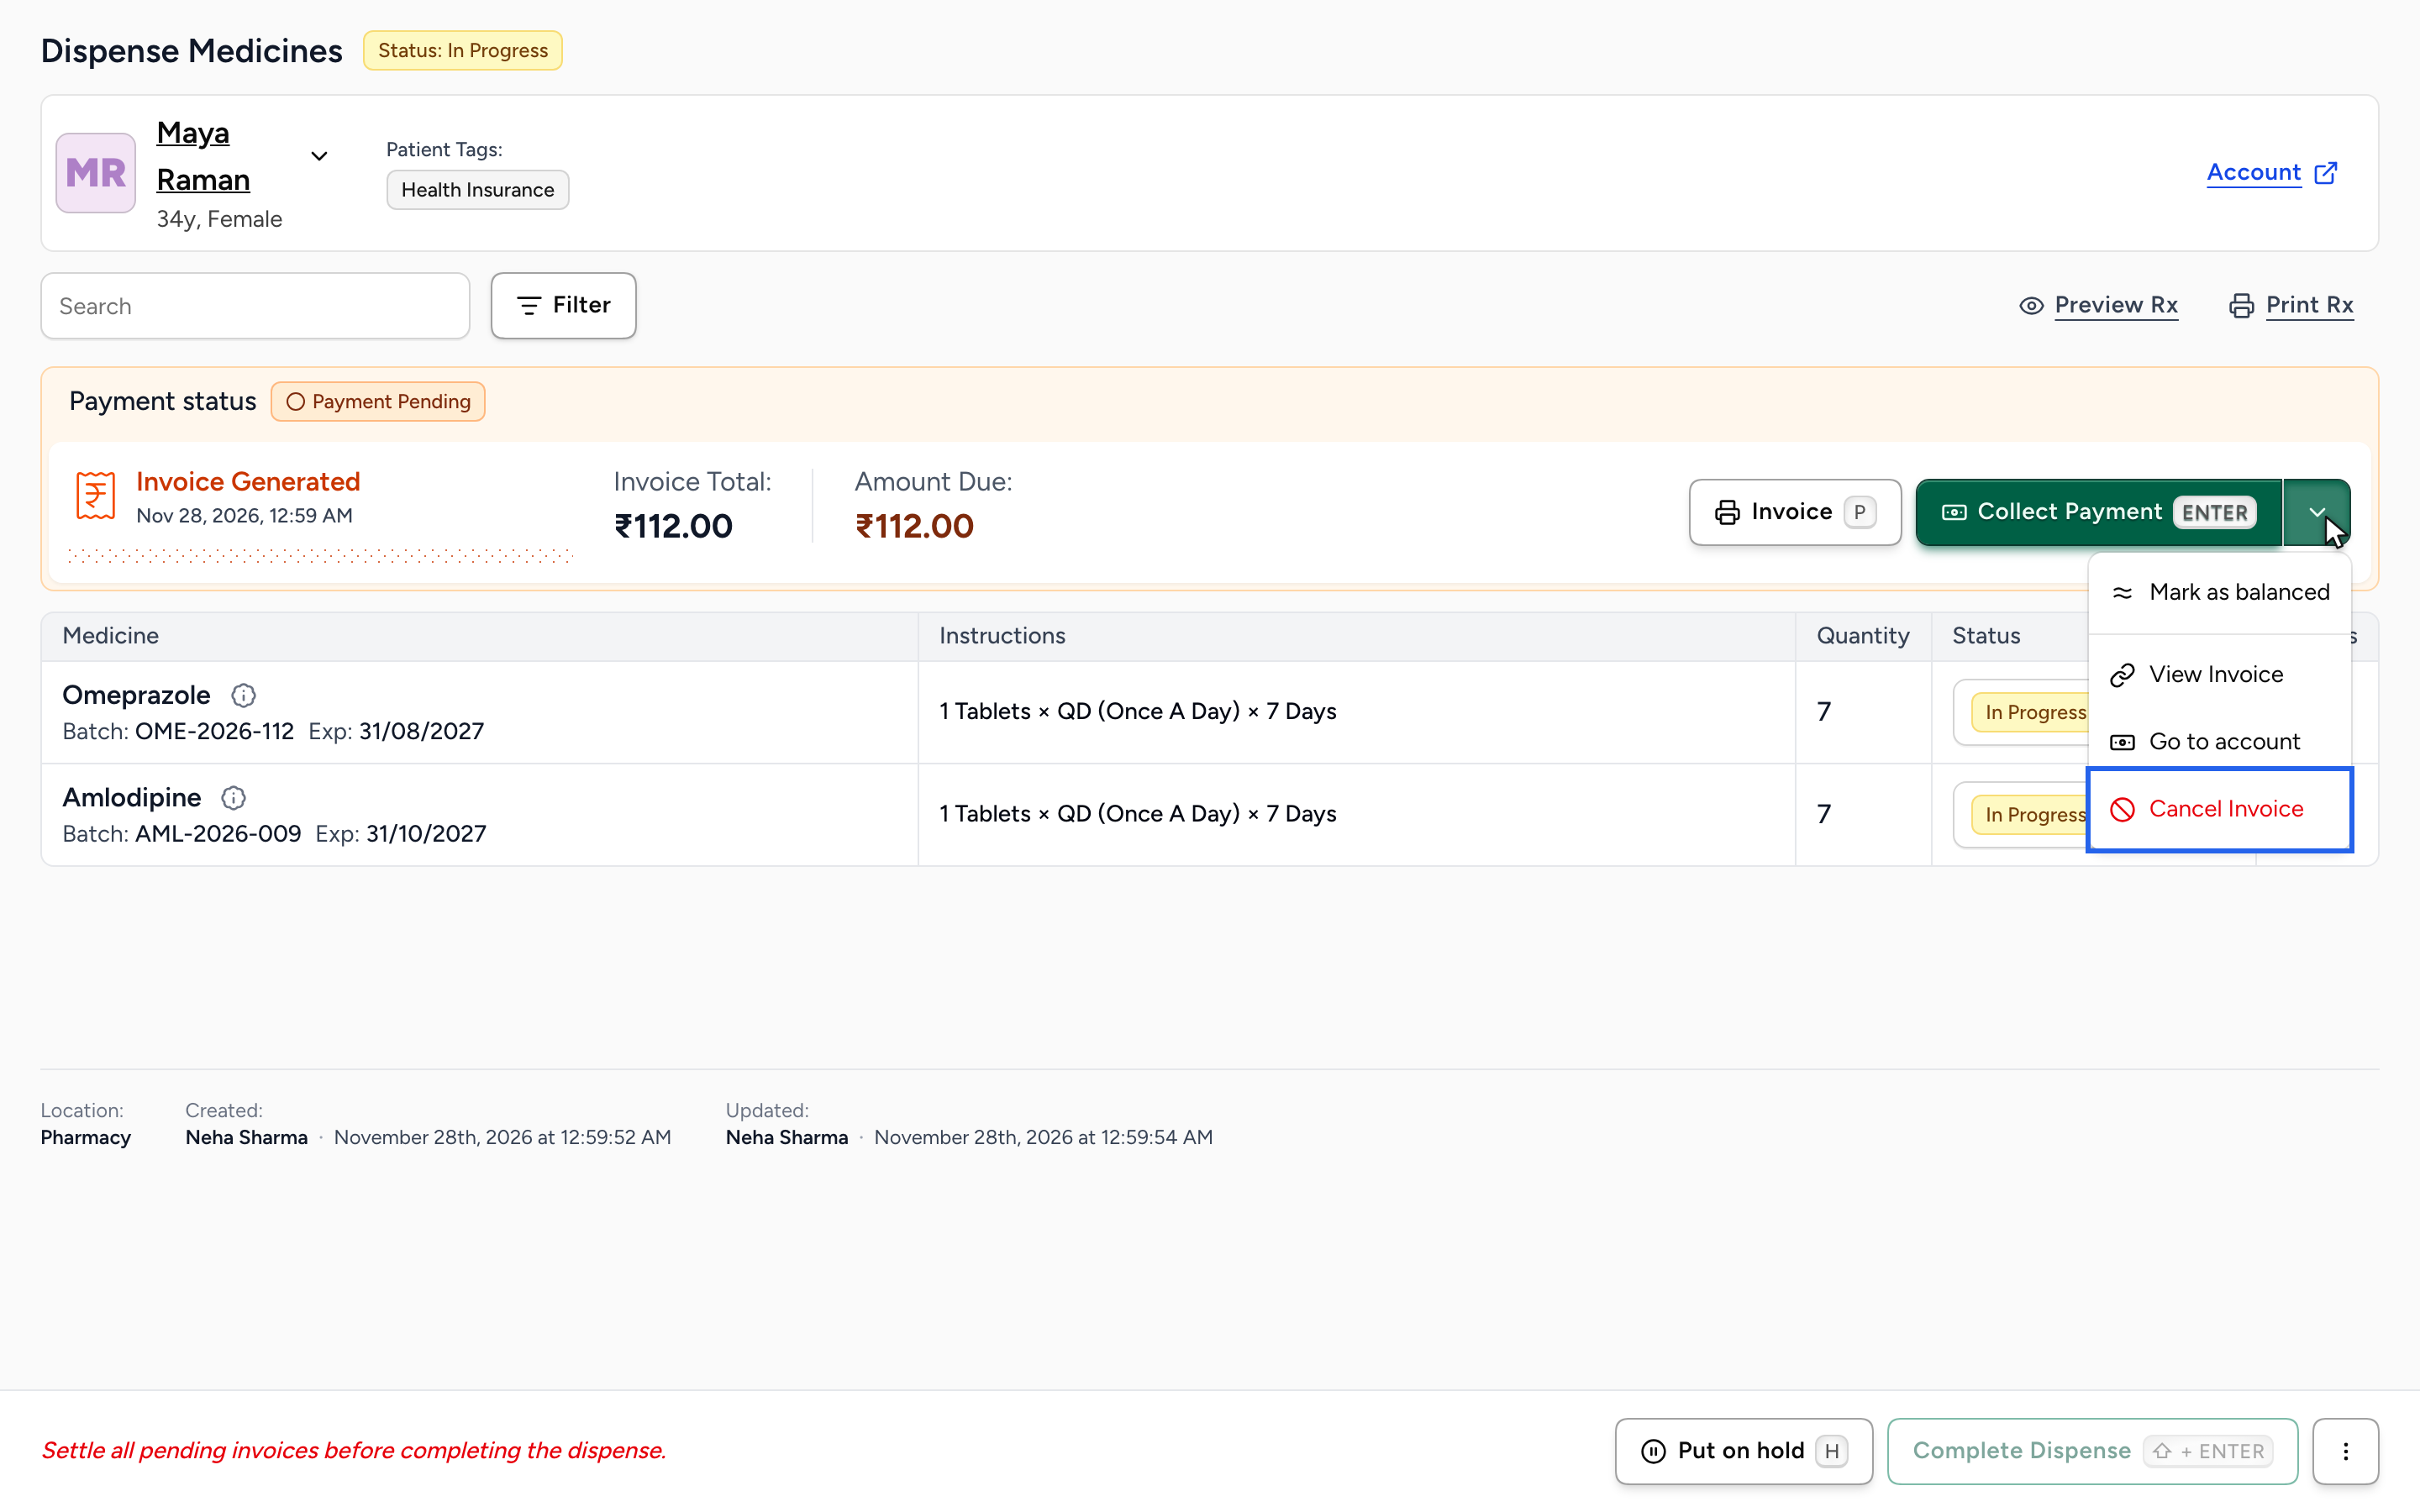 Dispense Medicines Status: In Progress
MR
Maya
Raman
34y, Female
Patient Tags:
Health Insurance
Account
Search
Filter
Preview Rx
Print Rx
Payment status Payment Pending
Invoice Generated
Nov 28, 2026, 12:59 AM
Invoice Total:
₹112.00
Amount Due:
₹112.00
Invoice P
Collect Payment ENTER
Mark as balanced
View Invoice
Go to account
Cancel Invoice
Medicine Instructions Quantity Status
Omeprazole
Batch: OME-2026-112 Exp: 31/08/2027
1 Tablets × QD (Once A Day) × 7 Days
7
In Progress
Amlodipine
Batch: AML-2026-009 Exp: 31/10/2027
1 Tablets × QD (Once A Day) × 7 Days
7
In Progress
Location:
Pharmacy
Created:
Neha Sharma · November 28th, 2026 at 12:59:52 AM
Updated:
Neha Sharma · November 28th, 2026 at 12:59:54 AM
Settle all pending invoices before completing the dispense.
Put on hold H
Complete Dispense + ENTER